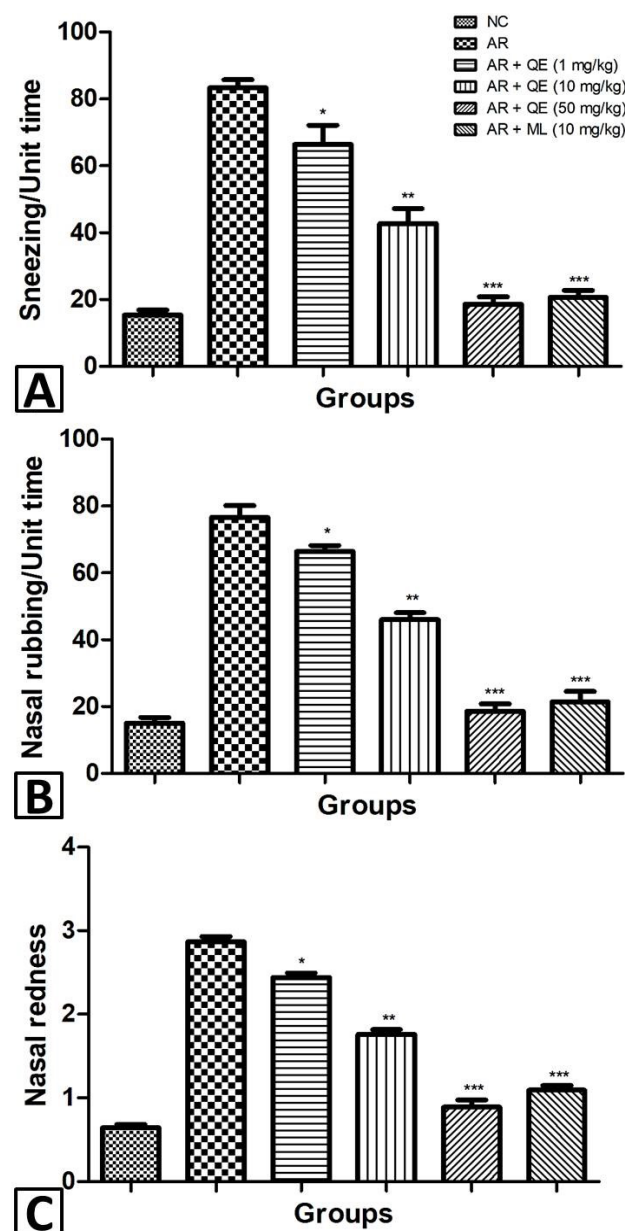 100
80
60
40
20
0
Sneezing/Unit time
NC
AR
AR + QE (1 mg/kg)
AR + QE (10 mg/kg)
AR + QE (50 mg/kg)
AR + ML (10 mg/kg)
*
**
***
***
A
Groups
100
80
60
40
20
0
Nasal rubbing/Unit time
*
**
***
***
B
Groups
4
3
2
1
0
Nasal redness
*
**
***
***
C
Groups